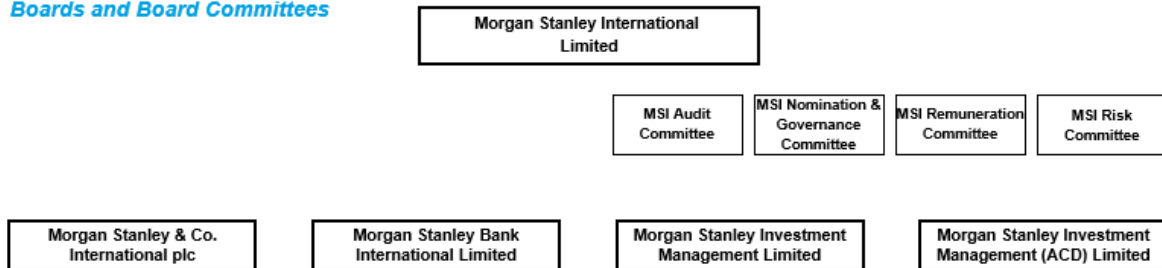 Boards and Board Committees
Morgan Stanley International
Limited
MSI Audit
Committee
MSI Nomination &
Governance
Committee
MSI Remuneration
Committee
MSI Risk
Committee
Morgan Stanley & Co.
International plc
Morgan Stanley Bank
International Limited
Morgan Stanley Investment
Management Limited
Morgan Stanley Investment
Management (ACD) Limited